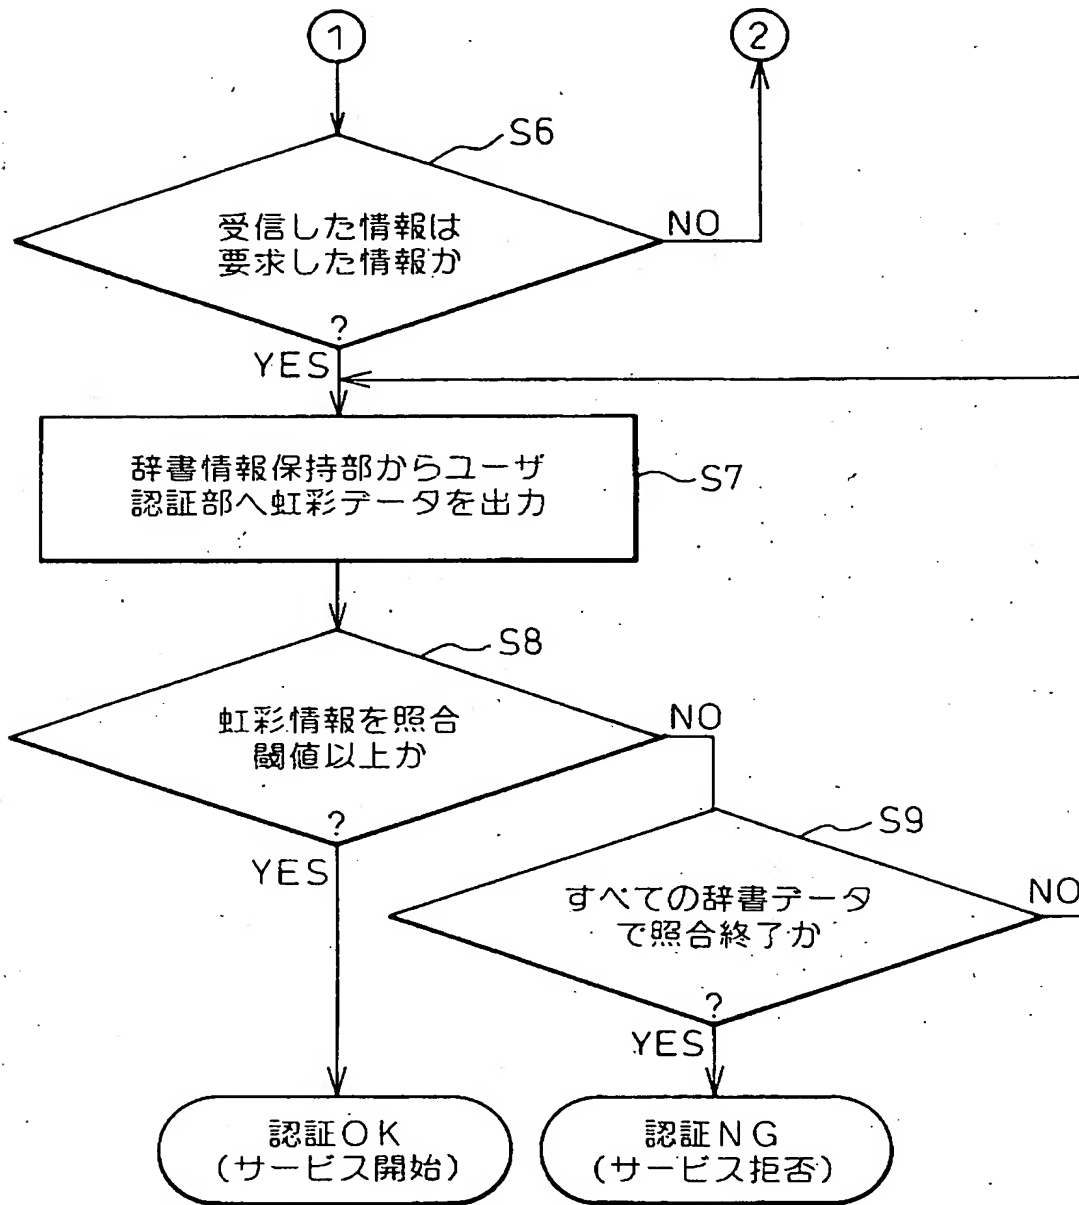 1
2
S6
受信した情報は
要求した情報か
?
NO
YES
辞書情報保持部からユーザ
認証部へ虹彩データを出力
S7
S8
虹彩情報を照合
閾値以上か
?
NO
YES
S9
すべての辞書データ
で照合終了か
?
NO
YES
認証OK
(サービス開始)
認証NG
(サービス拒否)